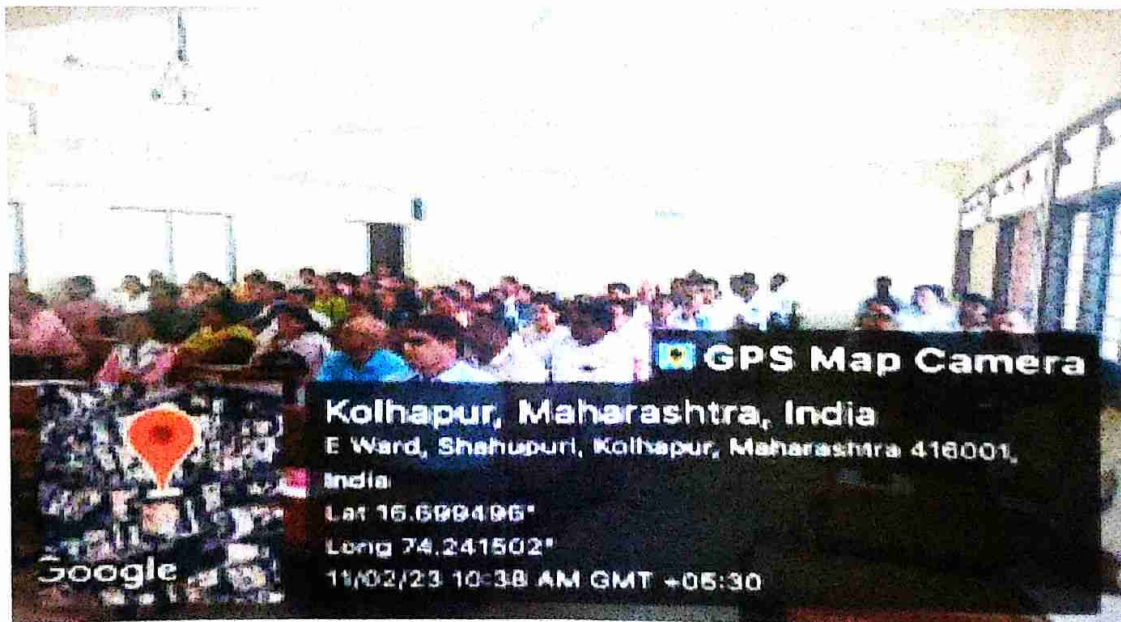 GPS Map Camera
Kolhapur, Maharashtra, India
E Ward, Shahupuri, Kolhapur, Maharashtra 416001,
India
Lat 16.699496°
Long 74.241502°
11/02/23 10:38 AM GMT +05:30
Google